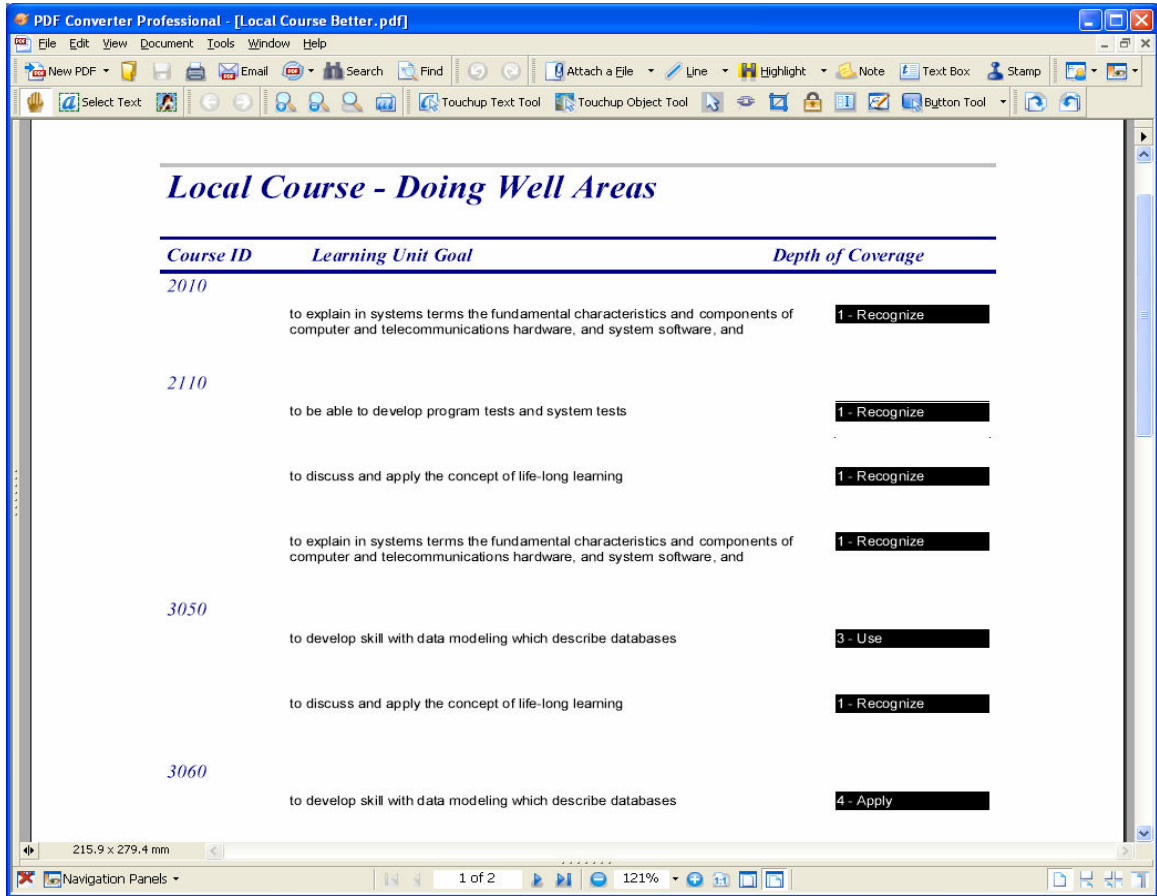 PDF Converter Professional - [Local Course Better.pdf]
File Edit View Document Tools Window Help
New PDF Email Search Find Attach a File Line Highlight Note Text Box Stamp
Select Text Touchup Text Tool Touchup Object Tool Button Tool
Local Course - Doing Well Areas
Course ID Learning Unit Goal Depth of Coverage
2010
to explain in systems terms the fundamental characteristics and components of 1 - Recognize
computer and telecommunications hardware, and system software, and
2110
to be able to develop program tests and system tests 1 - Recognize
to discuss and apply the concept of life-long learning 1 - Recognize
to explain in systems terms the fundamental characteristics and components of 1 - Recognize
computer and telecommunications hardware, and system software, and
3050
to develop skill with data modeling which describe databases 3 - Use
to discuss and apply the concept of life-long learning 1 - Recognize
3060
to develop skill with data modeling which describe databases 4 - Apply
215.9 x 279.4 mm
Navigation Panels 1 of 2 121%